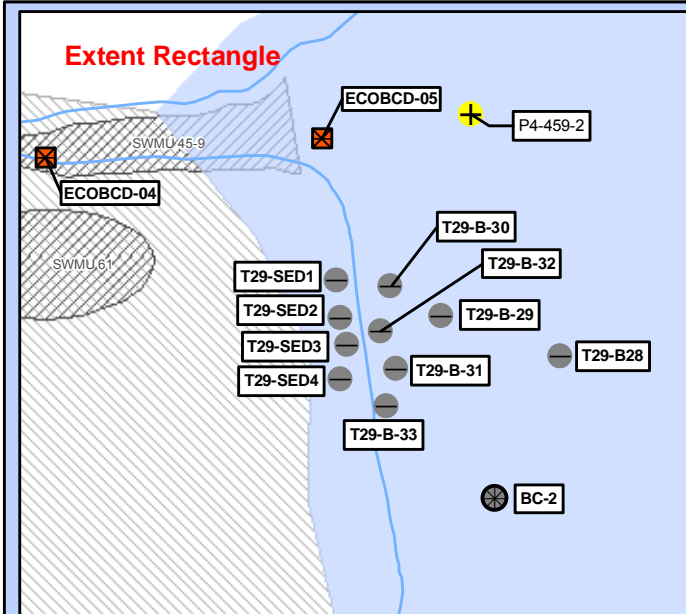 Extent Rectangle
ECOBCD-05
P4-459-2
SWMU 45-9
ECOBCD-04
T29-B-30
SWMU 61
T29-B-32
T29-SED1
T29-SED2
T29-B-29
T29-SED3
T29-B28
T29-SED4
T29-B-31
T29-B-33
BC-2